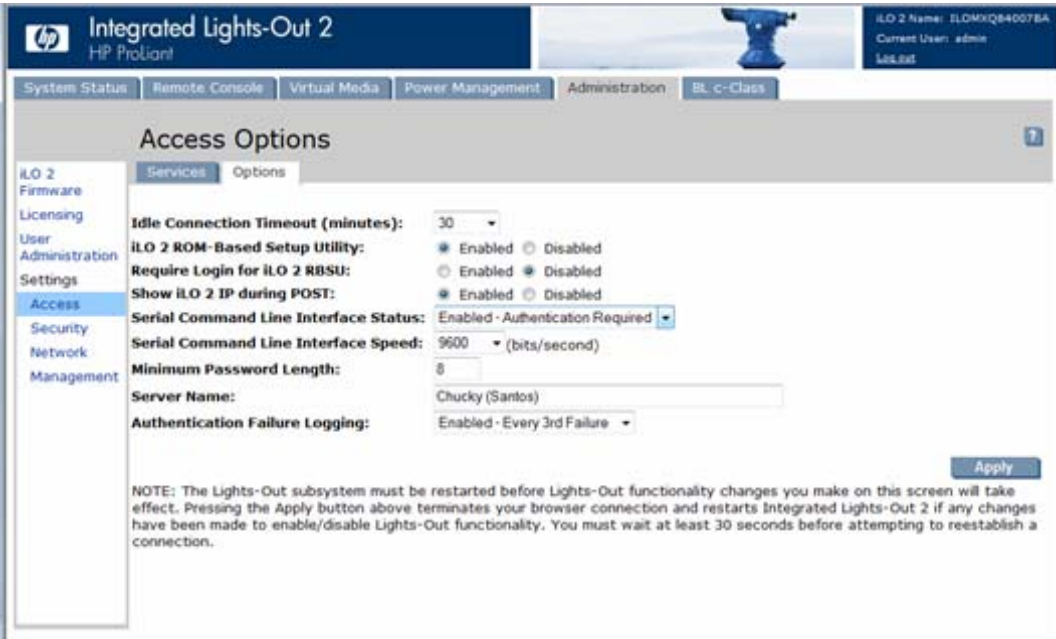 hp
Integrated Lights-Out 2
HP ProLiant
iLO 2 Name: ILOMXQ84007BA
Current User: admin
Log out
System Status
Remote Console
Virtual Media
Power Management
Administration
BL c-Class
Access Options
?
Services
Options
iLO 2
Firmware
Licensing
User
Administration
Settings
Access
Security
Network
Management
Idle Connection Timeout (minutes): 30
iLO 2 ROM-Based Setup Utility: Enabled Disabled
Require Login for iLO 2 RBSU: Enabled Disabled
Show iLO 2 IP during POST: Enabled Disabled
Serial Command Line Interface Status: Enabled - Authentication Required
Serial Command Line Interface Speed: 9600 (bits/second)
Minimum Password Length: 8
Server Name: Chucky (Santos)
Authentication Failure Logging: Enabled - Every 3rd Failure
Apply
NOTE: The Lights-Out subsystem must be restarted before Lights-Out functionality changes you make on this screen will take
effect. Pressing the Apply button above terminates your browser connection and restarts Integrated Lights-Out 2 if any changes
have been made to enable/disable Lights-Out functionality. You must wait at least 30 seconds before attempting to reestablish a
connection.